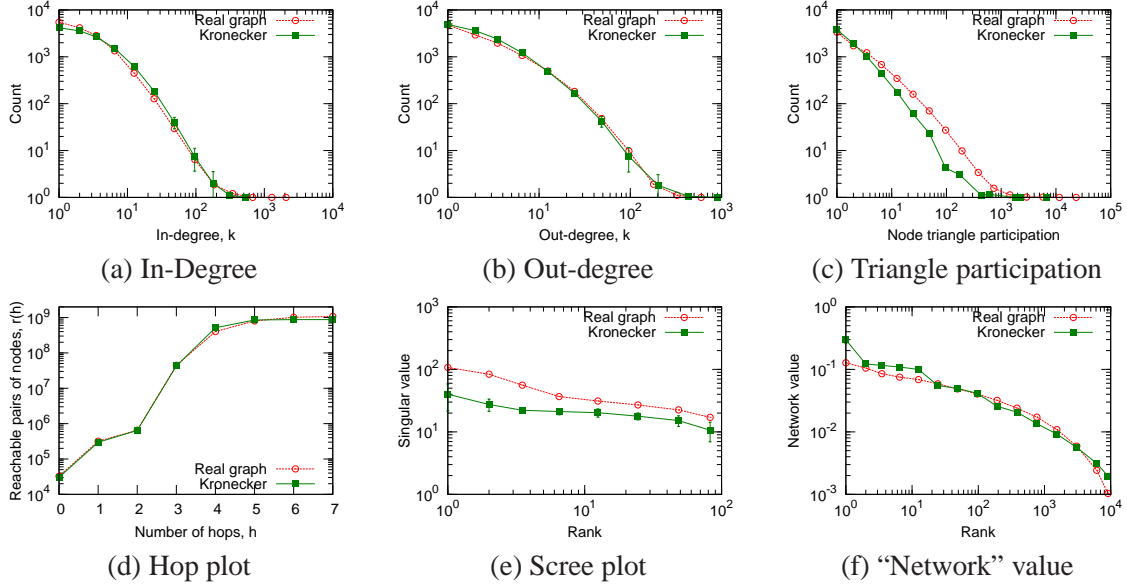 10^4
10^3
10^2
10^1
10^0
Count
10^0 10^1 10^2 10^3 10^4
In-degree, k
Real graph
Kronecker
(a) In-Degree
10^4
10^3
10^2
10^1
10^0
Count
10^0 10^1 10^2 10^3
Out-degree, k
Real graph
Kronecker
(b) Out-degree
10^4
10^3
10^2
10^1
10^0
Count
10^0 10^1 10^2 10^3 10^4 10^5
Node triangle participation
Real graph
Kronecker
(c) Triangle participation
10^9
10^8
10^7
10^6
10^5
10^4
Reachable pairs of nodes, r(h)
0 1 2 3 4 5 6 7
Number of hops, h
Real graph
Kronecker
(d) Hop plot
10^3
10^2
10^1
10^0
Singular value
10^0 10^1 10^2
Rank
Real graph
Kronecker
(e) Scree plot
10^0
10^-1
10^-2
10^-3
Network value
10^0 10^1 10^2 10^3 10^4
Rank
Real graph
Kronecker
(f) “Network” value